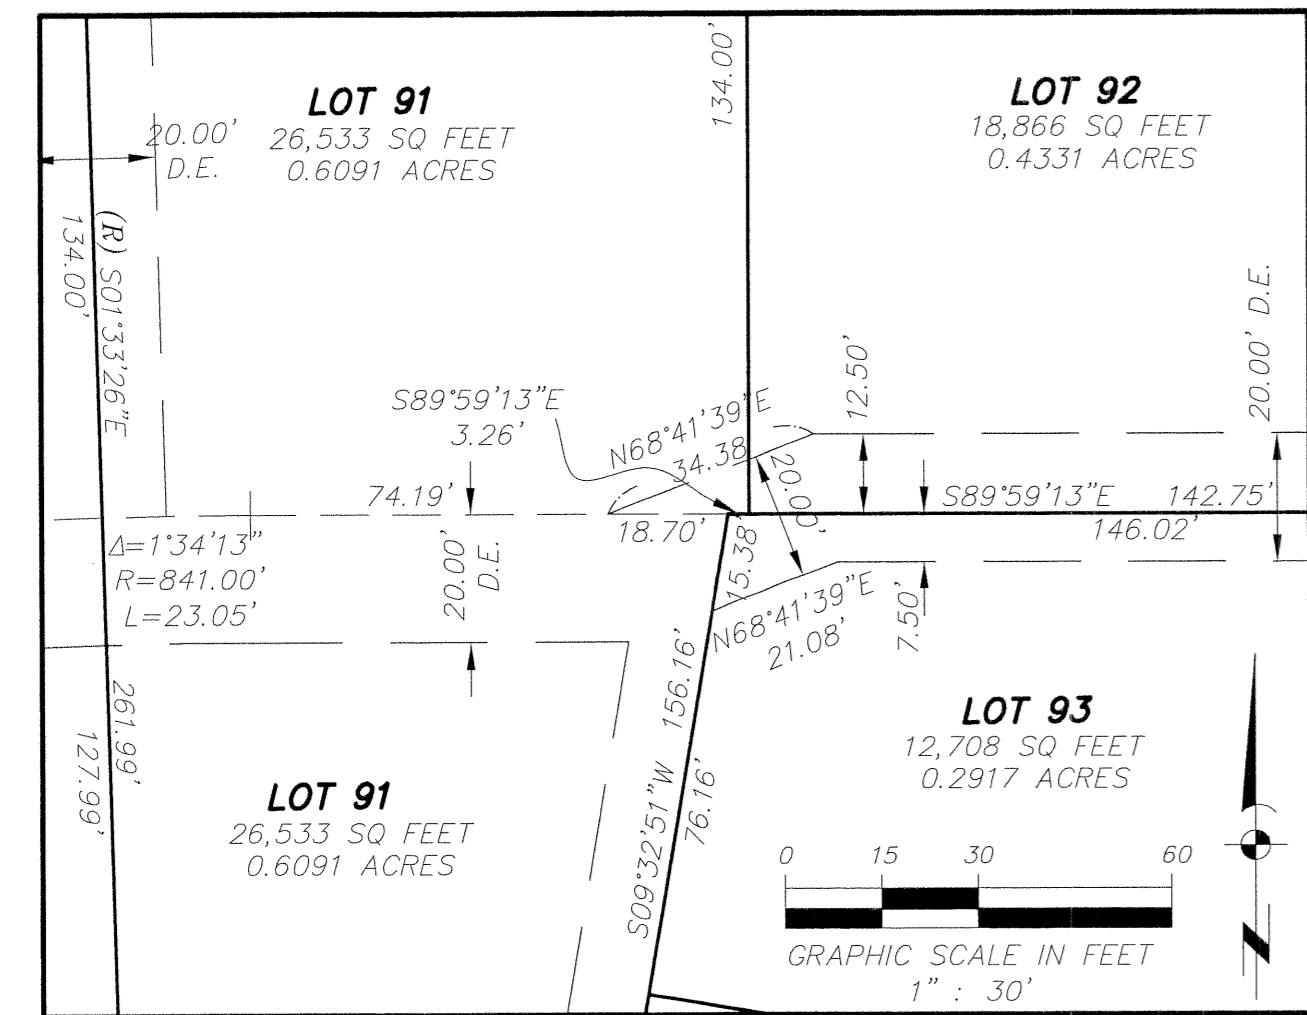 LOT 91
26,533 SQ FEET
0.6091 ACRES
20.00'
D.E.
134.00'
LOT 92
18,866 SQ FEET
0.4331 ACRES
(R) S01°33'26"E
134.00'
S89°59'13"E
3.26'
N68°41'39"E
34.38
20.00'
12.50'
20.00' D.E.
74.19'
18.70'
S89°59'13"E 142.75'
146.02'
Δ=1°34'13"
R=841.00'
L=23.05'
20.00'
D.E.
15.38'
N68°41'39"E
21.08'
7.50'
261.99'
127.99'
S09°32'51"W 156.16'
76.16'
LOT 93
12,708 SQ FEET
0.2917 ACRES
LOT 91
26,533 SQ FEET
0.6091 ACRES
0 15 30 60
GRAPHIC SCALE IN FEET
1" : 30'
N